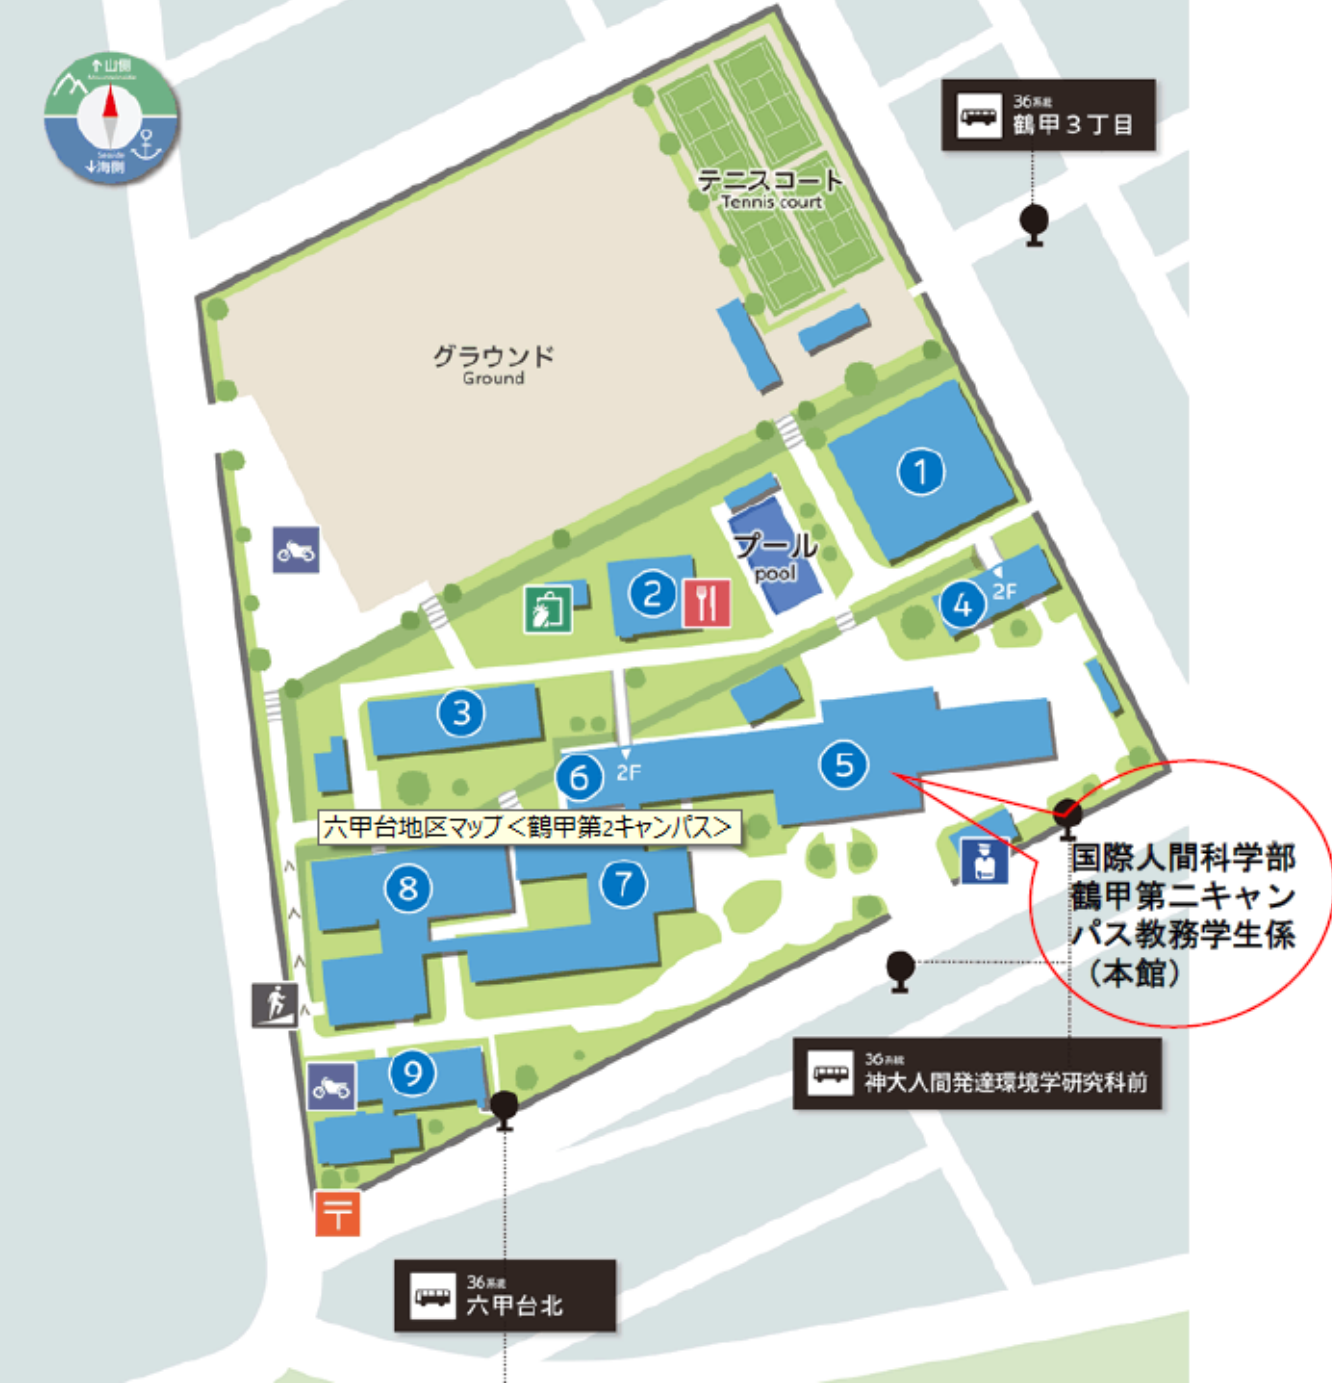 ↑山側
Mountainside
Seaside
↓海側
36系統
鶴甲３丁目
テニスコート
Tennis court
グラウンド
Ground
1
プール
pool
2
2F
4
3
6
2F
5
六甲台地区マップ＜鶴甲第2キャンパス＞
国際人間科学部
鶴甲第二キャン
パス教務学生係
（本館）
8
7
36系統
神大人間発達環境学研究科前
9
〒
36系統
六甲台北